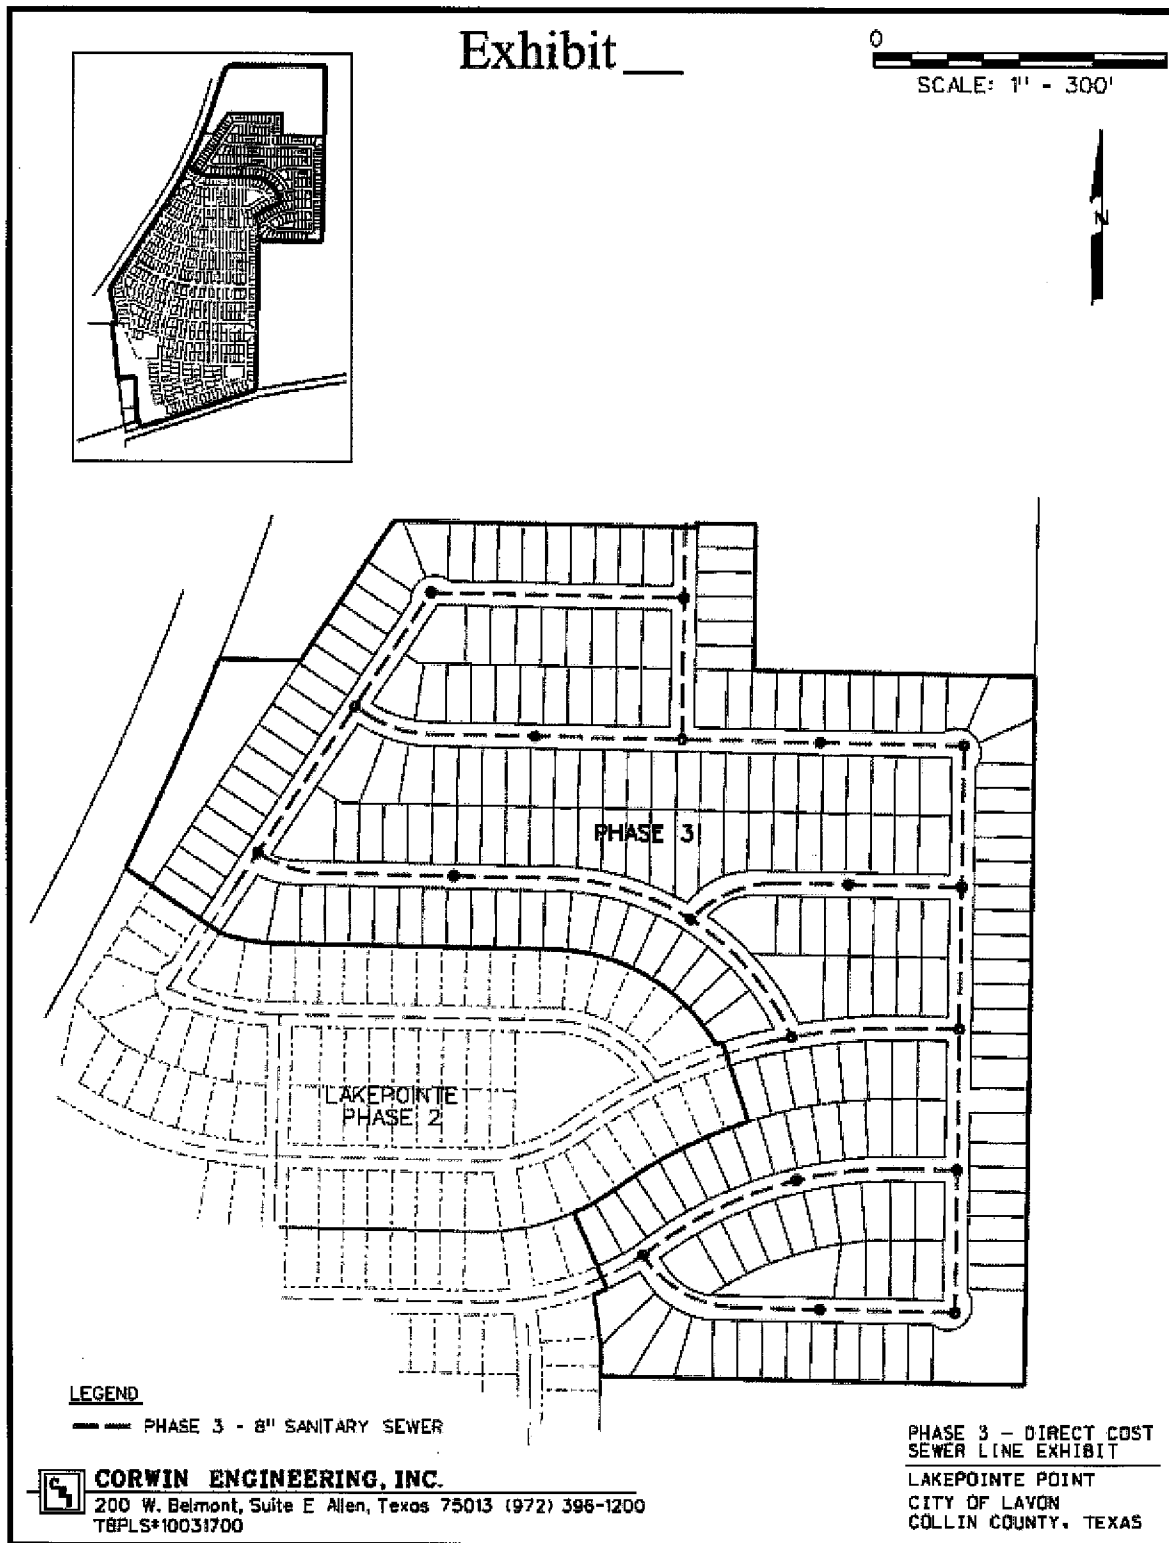 Exhibit __
0
SCALE: 1" - 300'
N
PHASE 3
LAKEPOINTE
PHASE 2
LEGEND
PHASE 3 - 8" SANITARY SEWER
CORWIN ENGINEERING, INC.
200 W. Belmont, Suite E Allen, Texas 75013 (972) 396-1200
TBPLS#10031700
PHASE 3 - DIRECT COST
SEWER LINE EXHIBIT
LAKEPOINTE POINT
CITY OF LAVON
COLLIN COUNTY, TEXAS